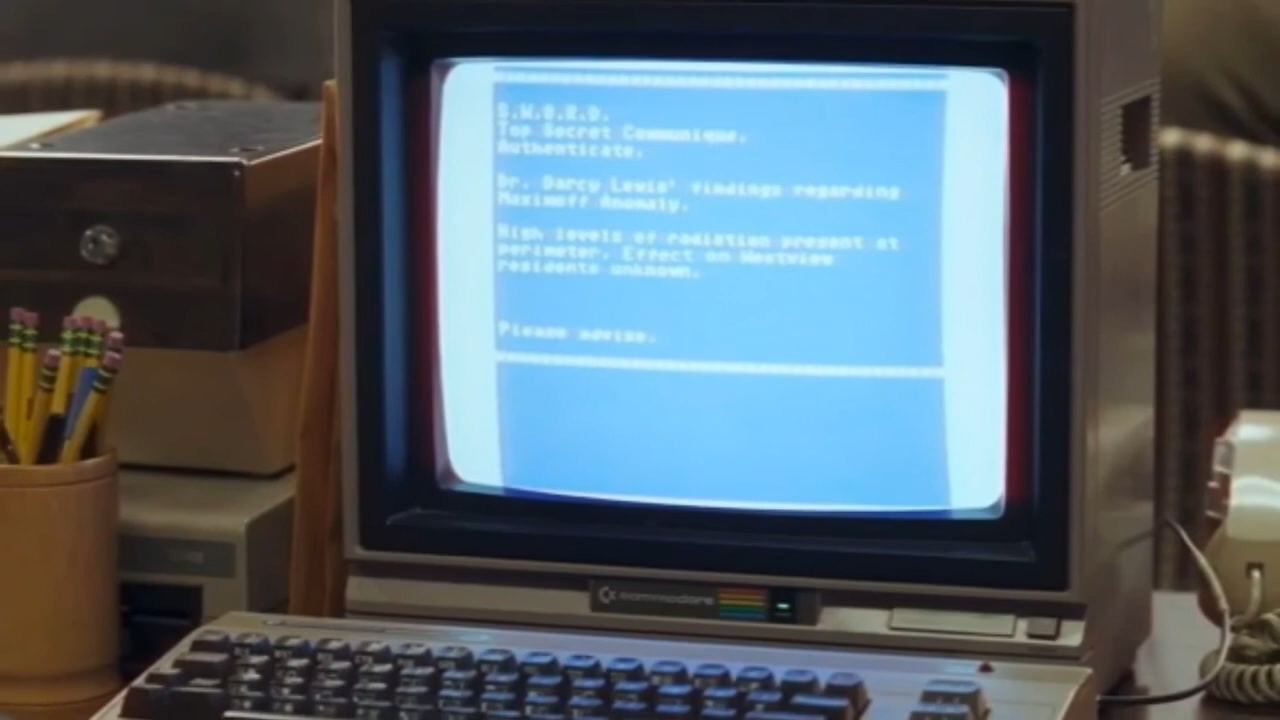 S.W.O.R.D.
Top Secret Communique.
Authenticate.
Dr. Darcy Lewis' findings regarding
Maximoff Anomaly.
High levels of radiation present at
perimeter. Effect on Westview
residents unknown.
Please advise.
commodore